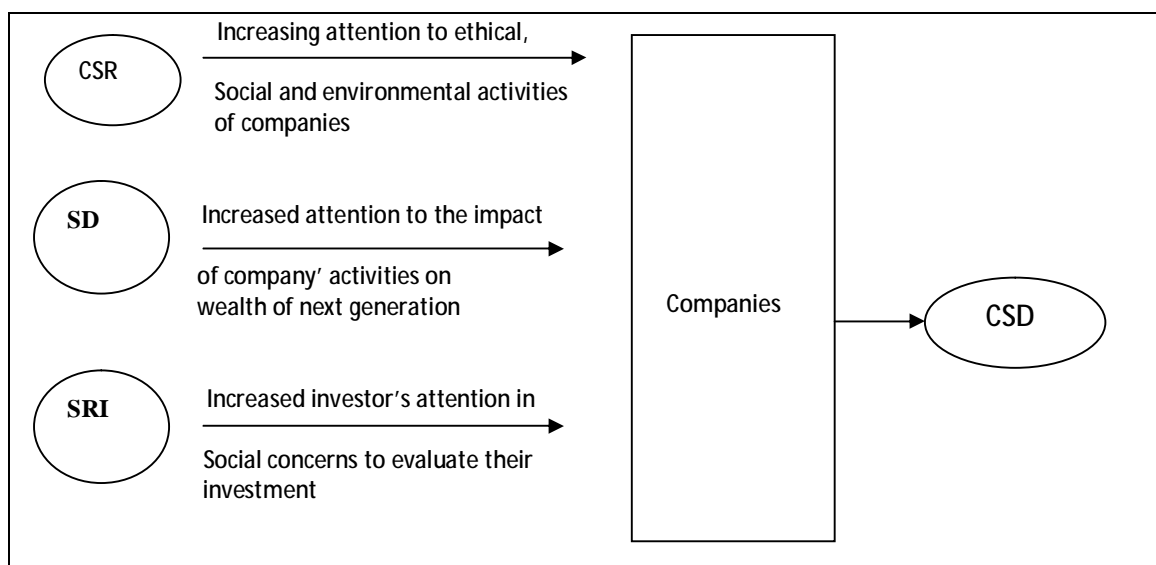 CSR
Increasing attention to ethical,
Social and environmental activities
of companies
SD
Increased attention to the impact
of company’ activities on
wealth of next generation
SRI
Increased investor’s attention in
Social concerns to evaluate their
investment
Companies
CSD